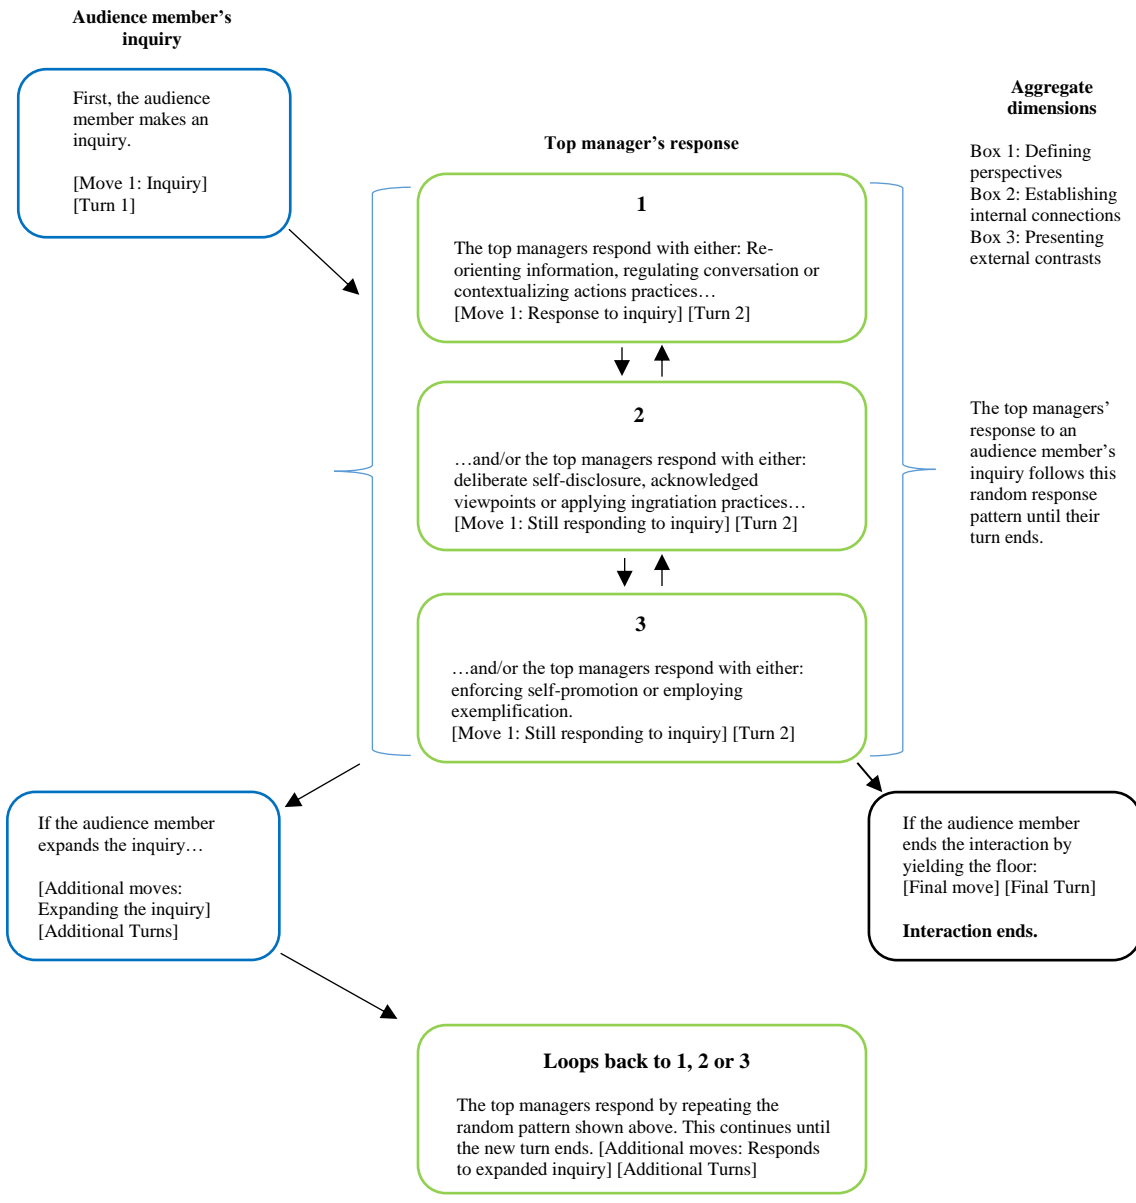 Audience member’s
inquiry
First, the audience
member makes an
inquiry.
[Move 1: Inquiry]
[Turn 1]
Top manager’s response
Aggregate
dimensions
Box 1: Defining
perspectives
Box 2: Establishing
internal connections
Box 3: Presenting
external contrasts
1
The top managers respond with either: Re-
orienting information, regulating conversation or
contextualizing actions practices…
[Move 1: Response to inquiry] [Turn 2]
2
…and/or the top managers respond with either:
deliberate self-disclosure, acknowledged
viewpoints or applying ingratiation practices…
[Move 1: Still responding to inquiry] [Turn 2]
The top managers’
response to an
audience member’s
inquiry follows this
random response
pattern until their
turn ends.
3
…and/or the top managers respond with either:
enforcing self-promotion or employing
exemplification.
[Move 1: Still responding to inquiry] [Turn 2]
If the audience member
expands the inquiry…
[Additional moves:
Expanding the inquiry]
[Additional Turns]
If the audience member
ends the interaction by
yielding the floor:
[Final move] [Final Turn]
Interaction ends.
Loops back to 1, 2 or 3
The top managers respond by repeating the
random pattern shown above. This continues until
the new turn ends. [Additional moves: Responds
to expanded inquiry] [Additional Turns]